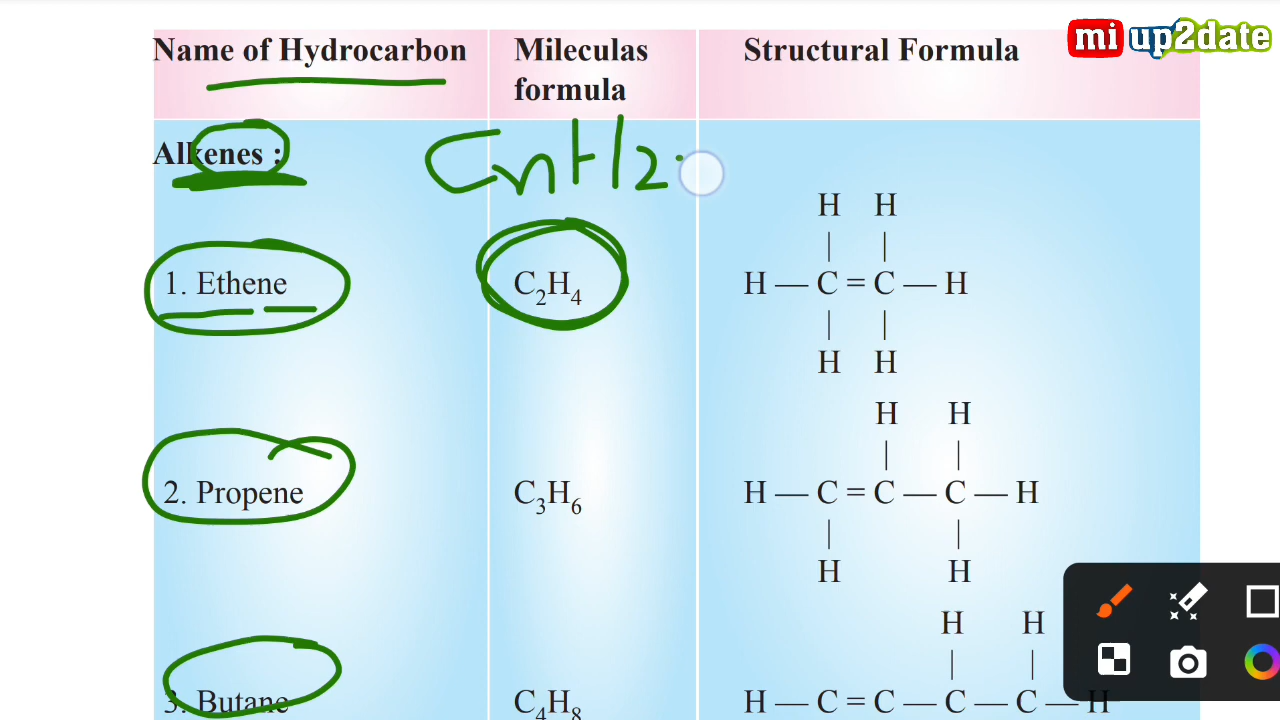 mi up2date
Name of Hydrocarbon Mileculas formula Structural Formula
Alkenes :
CnH2
H H
| |
1. Ethene C₂H₄ H — C = C — H
| |
H H
H H
| |
2. Propene C₃H₆ H — C = C — C — H
| |
H H
H H
| |
3. Butane C₄H₈ H — C = C — C — C — H